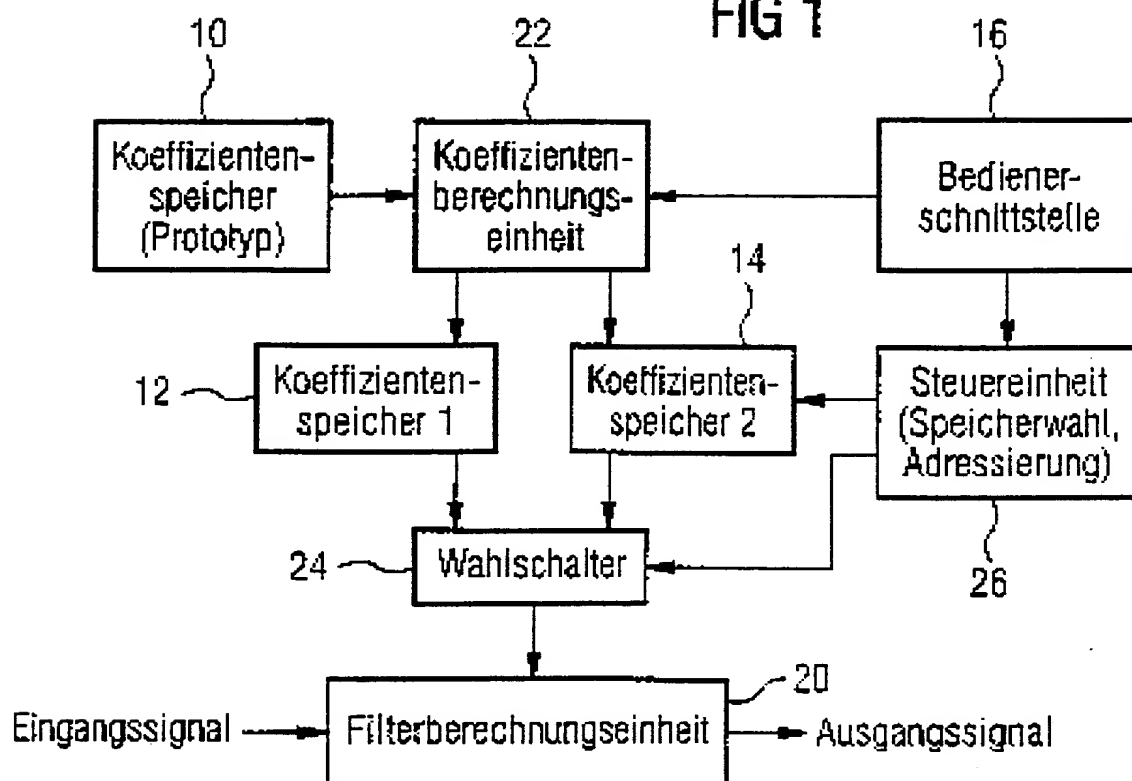 FIG 1
10
22
16
Koeffizienten-
speicher
(Prototyp)
Koeffizienten-
berechnungs-
einheit
Bediener-
schnittstelle
14
12
Koeffizienten-
speicher 1
Koeffizienten-
speicher 2
Steuereinheit
(Speicherwahl,
Adressierung)
24
Wahlschalter
26
20
Eingangssignal
Filterberechnungseinheit
Ausgangssignal